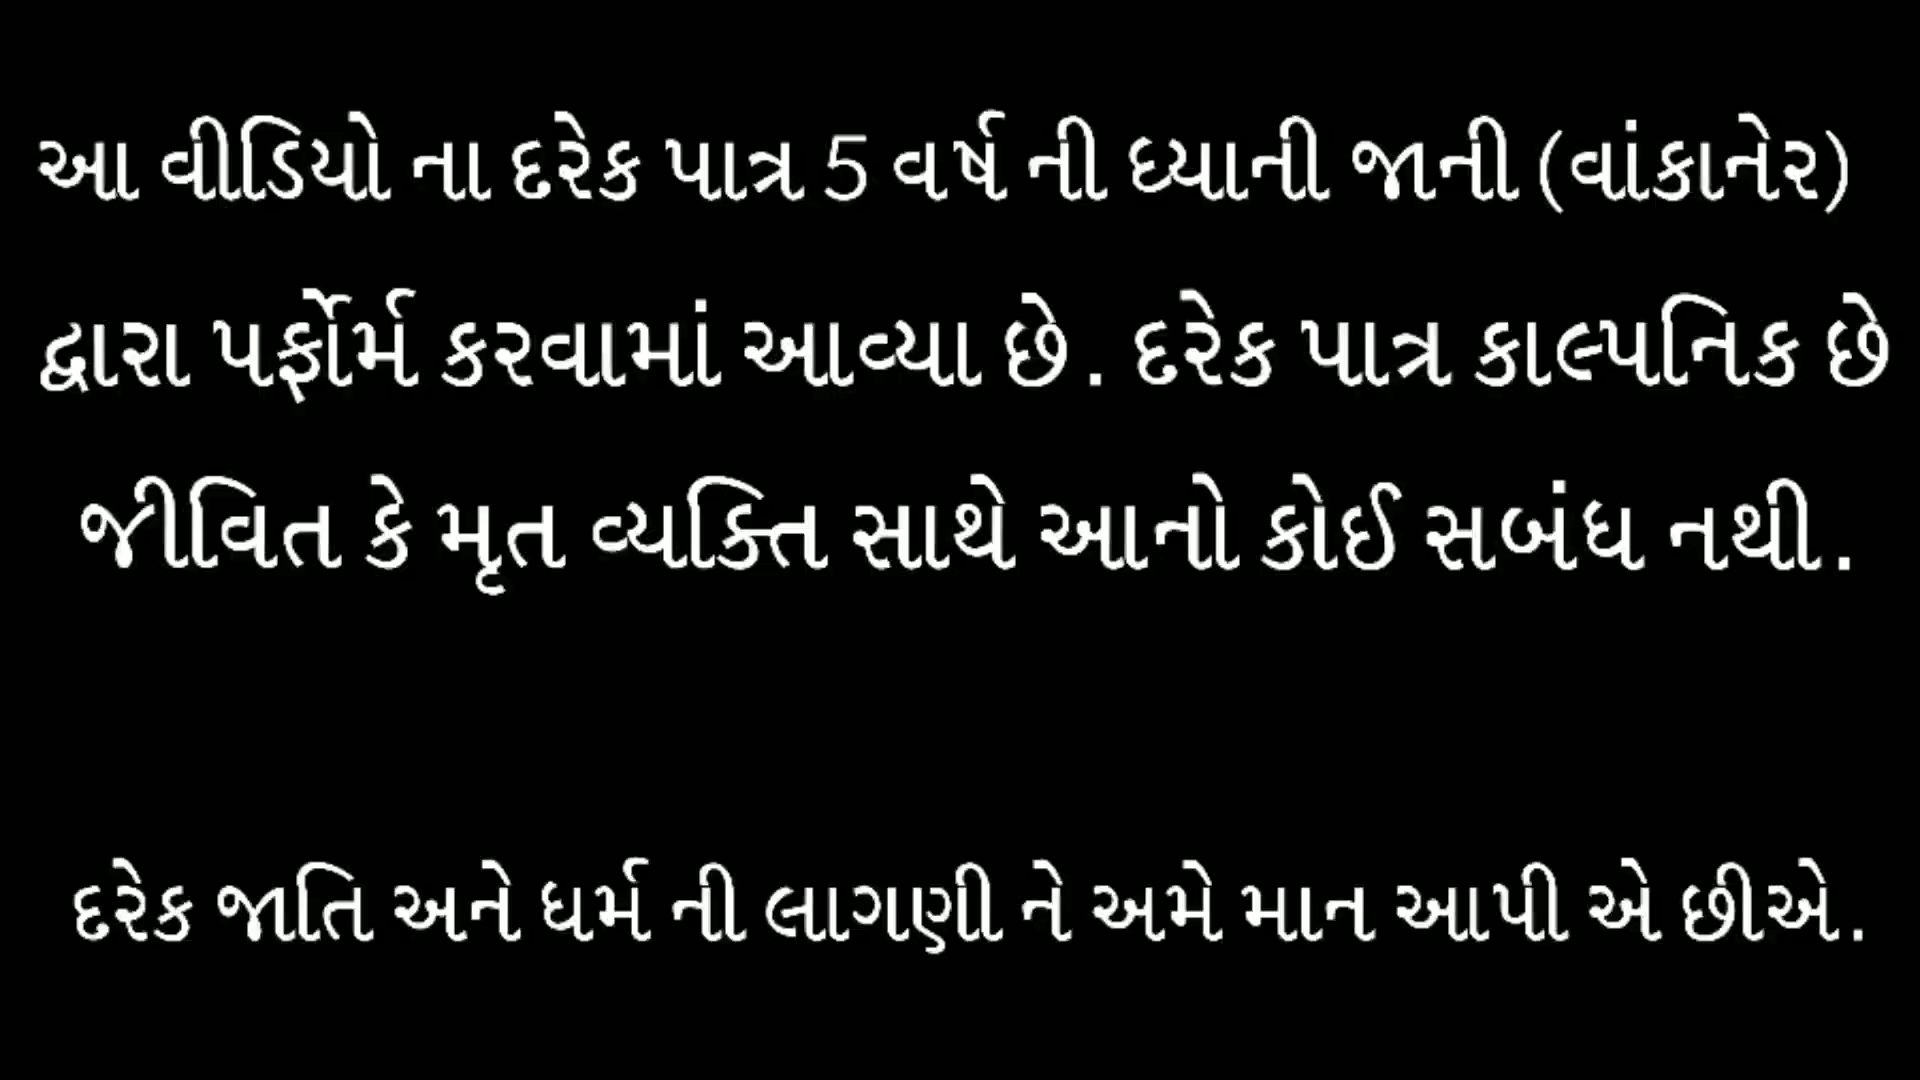 આ વીડિયો ના દરેક પાત્ર 5 વર્ષ ની ધ્યાની જાની (વાંકાનેર)
દ્વારા પર્ફોર્મ કરવામાં આવ્યા છે. દરેક પાત્ર કાલ્પનિક છે
જીવિત કે મૃત વ્યક્તિ સાથે આનો કોઈ સબંધ નથી.
દરેક જાતિ અને ધર્મ ની લાગણી ને અમે માન આપી એ છીએ.